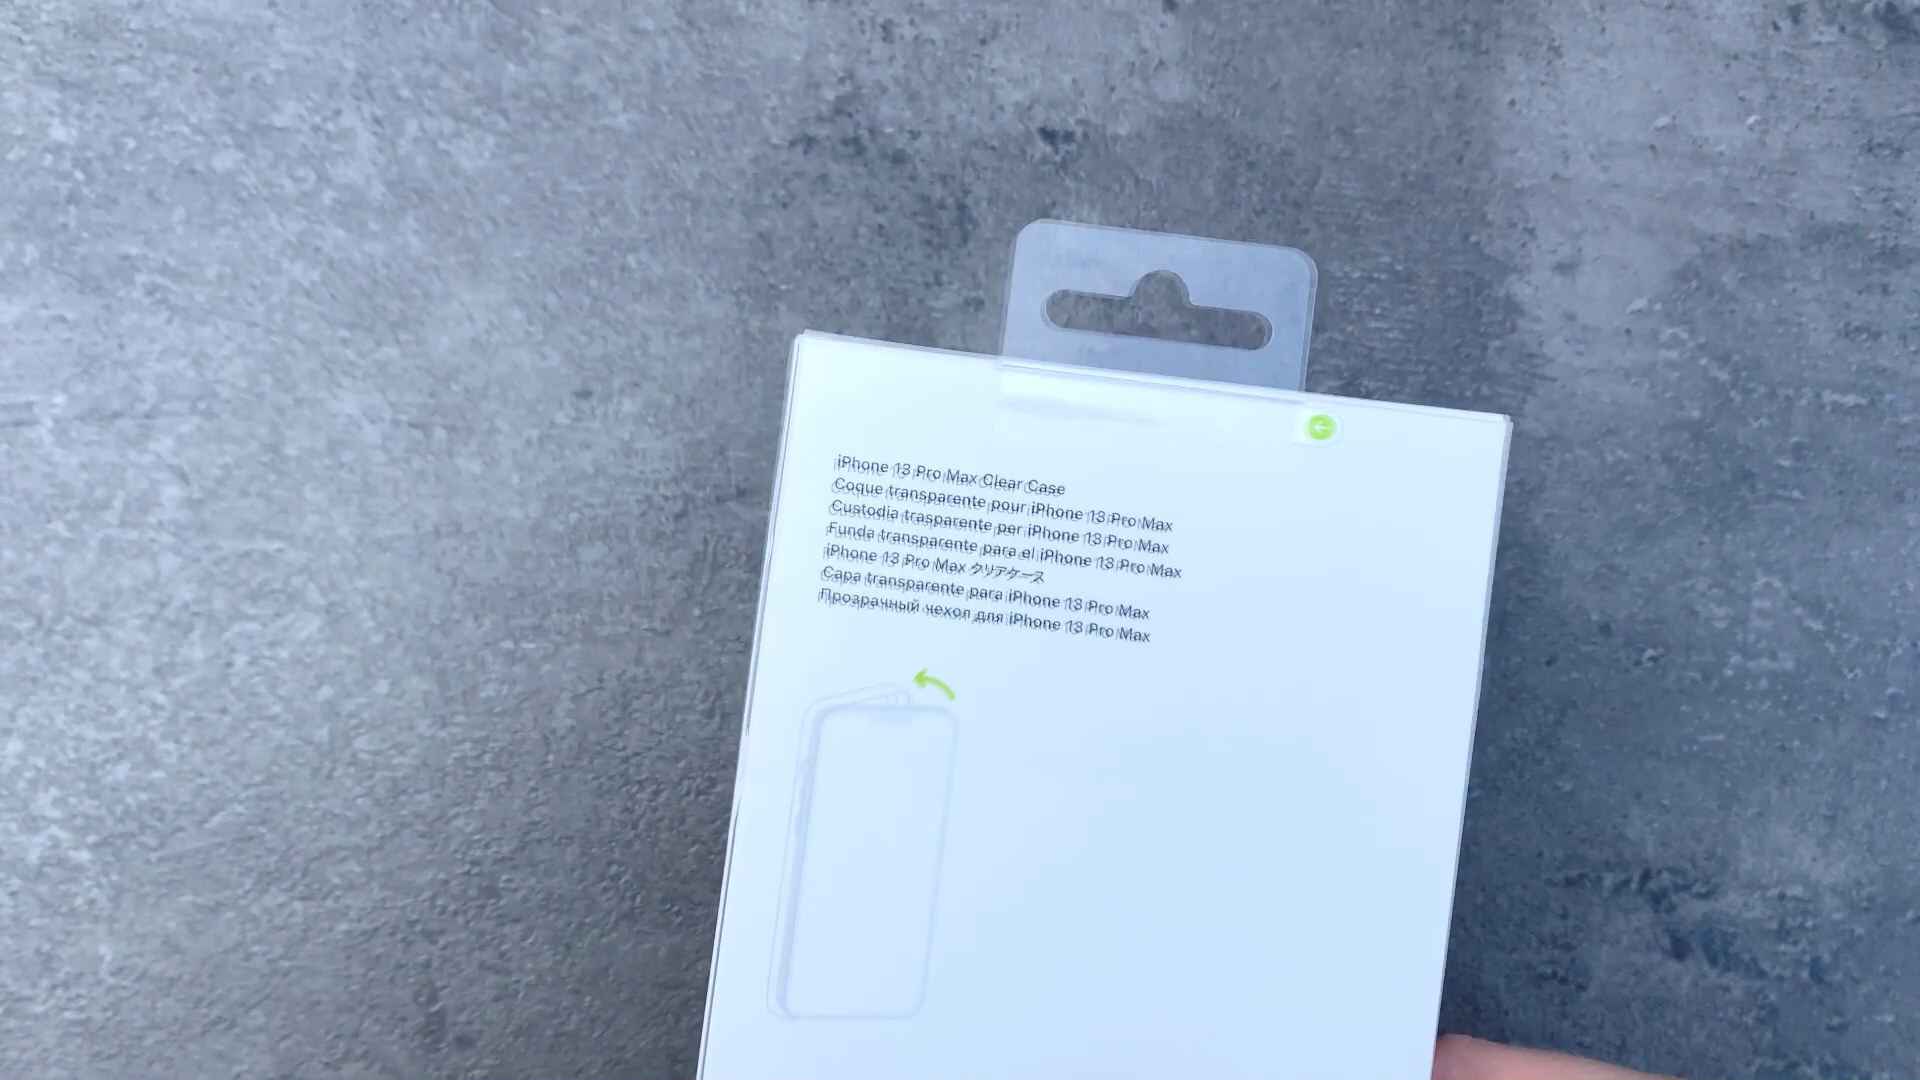 iPhone 13 Pro Max Clear Case
Coque transparente pour iPhone 13 Pro Max
Custodia trasparente per iPhone 13 Pro Max
Funda transparente para el iPhone 13 Pro Max
iPhone 13 Pro Max クリアケース
Capa transparente para iPhone 13 Pro Max
Прозрачный чехол для iPhone 13 Pro Max